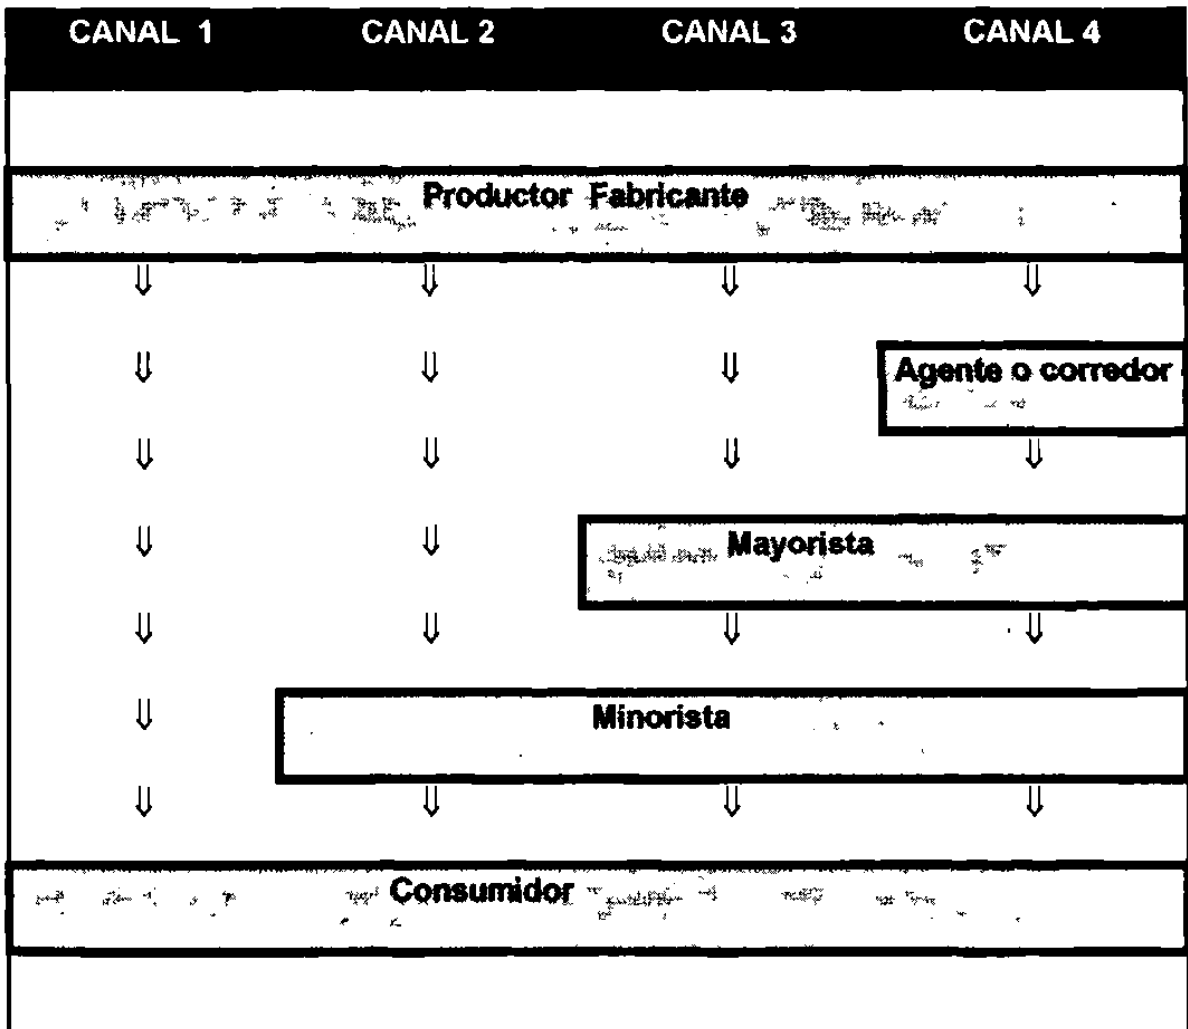 CANAL 1 CANAL 2 CANAL 3 CANAL 4
Productor Fabricante
Agente o corredor
Mayorista
Minorista
Consumidor